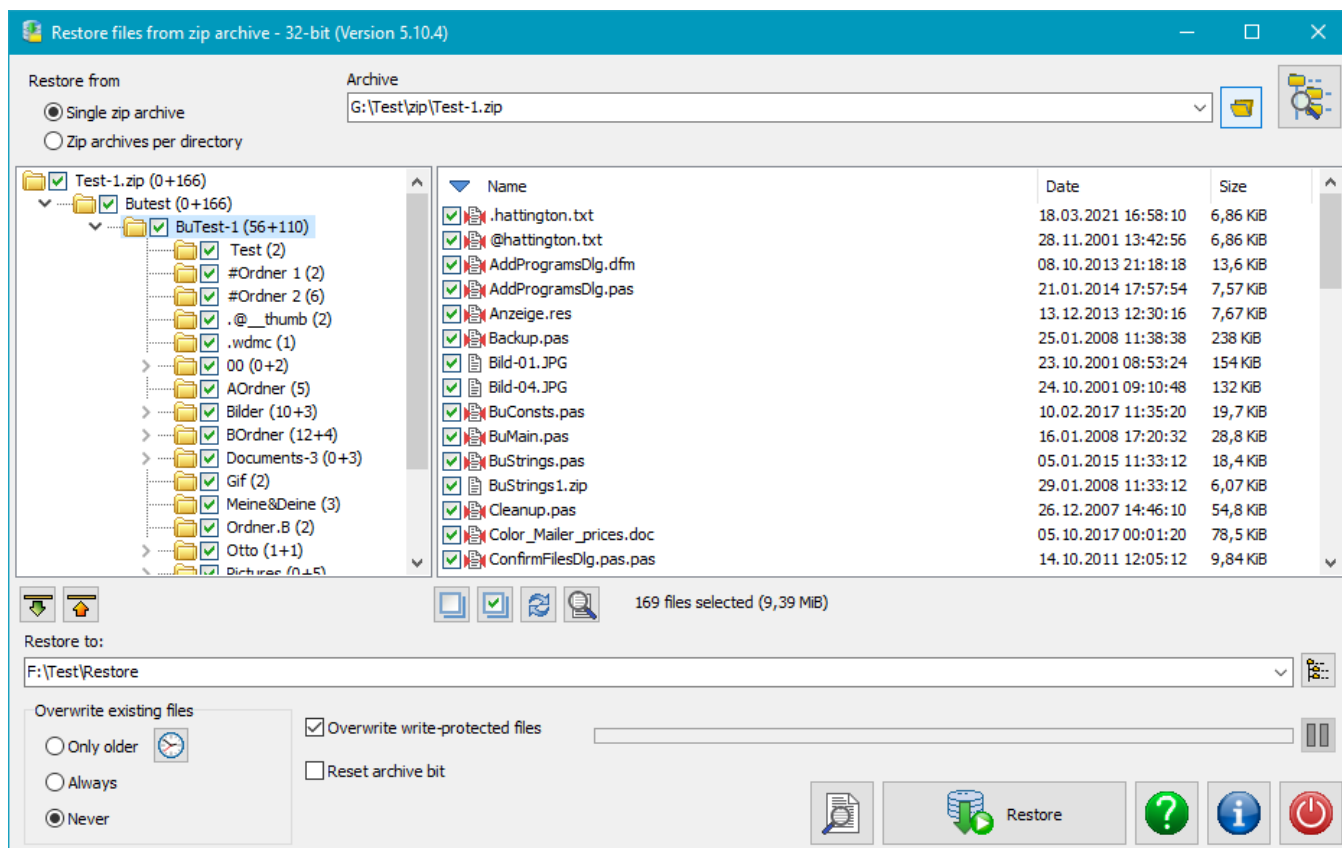 Restore files from zip archive - 32-bit (Version 5.10.4)
Restore from
Single zip archive
Zip archives per directory
Archive
G:\Test\zip\Test-1.zip
Test-1.zip (0+166)
Butest (0+166)
BuTest-1 (56+110)
Test (2)
#Ordner 1 (2)
#Ordner 2 (6)
.@__thumb (2)
.wdmc (1)
00 (0+2)
AOrdner (5)
Bilder (10+3)
BOrdner (12+4)
Documents-3 (0+3)
Gif (2)
Meine&Deine (3)
Ordner.B (2)
Otto (1+1)
Pictures (0+5)
Name Date Size
.hattington.txt 18.03.2021 16:58:10 6,86 KiB
@hattington.txt 28.11.2001 13:42:56 6,86 KiB
AddProgramsDlg.dfm 08.10.2013 21:18:18 13,6 KiB
AddProgramsDlg.pas 21.01.2014 17:57:54 7,57 KiB
Anzeige.res 13.12.2013 12:30:16 7,67 KiB
Backup.pas 25.01.2008 11:38:38 238 KiB
Bild-01.JPG 23.10.2001 08:53:24 154 KiB
Bild-04.JPG 24.10.2001 09:10:48 132 KiB
BuConsts.pas 10.02.2017 11:35:20 19,7 KiB
BuMain.pas 16.01.2008 17:20:32 28,8 KiB
BuStrings.pas 05.01.2015 11:33:12 18,4 KiB
BuStrings1.zip 29.01.2008 11:33:12 6,07 KiB
Cleanup.pas 26.12.2007 14:46:10 54,8 KiB
Color_Mailer_prices.doc 05.10.2017 00:01:20 78,5 KiB
ConfirmFilesDlg.pas.pas 14.10.2011 12:05:12 9,84 KiB
169 files selected (9,39 MiB)
Restore to:
F:\Test\Restore
Overwrite existing files
Only older
Always
Never
Overwrite write-protected files
Reset archive bit
Restore